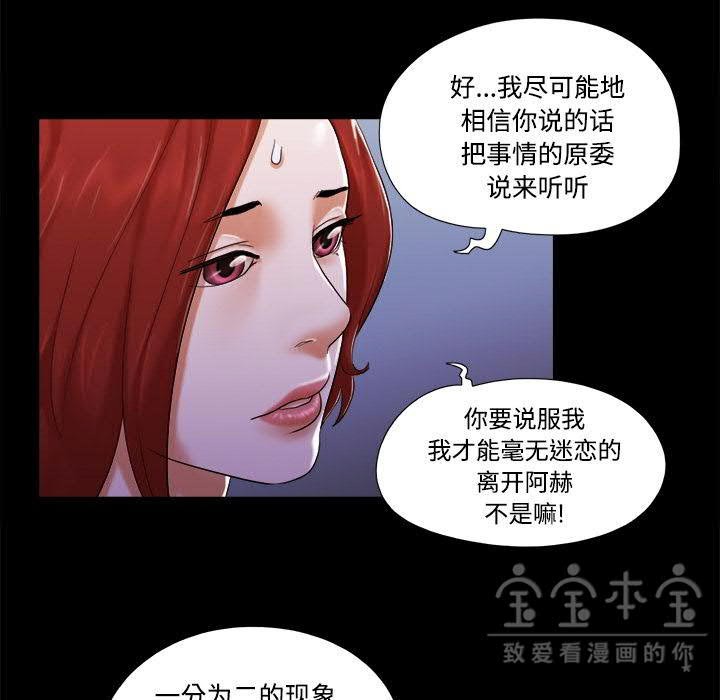 好...我尽可能地
相信你说的话
把事情的原委
说来听听
你要说服我
我才能毫无迷恋的
离开阿赫
不是嘛!
宝宝本宝
致爱看漫画的你
一分为二的现象